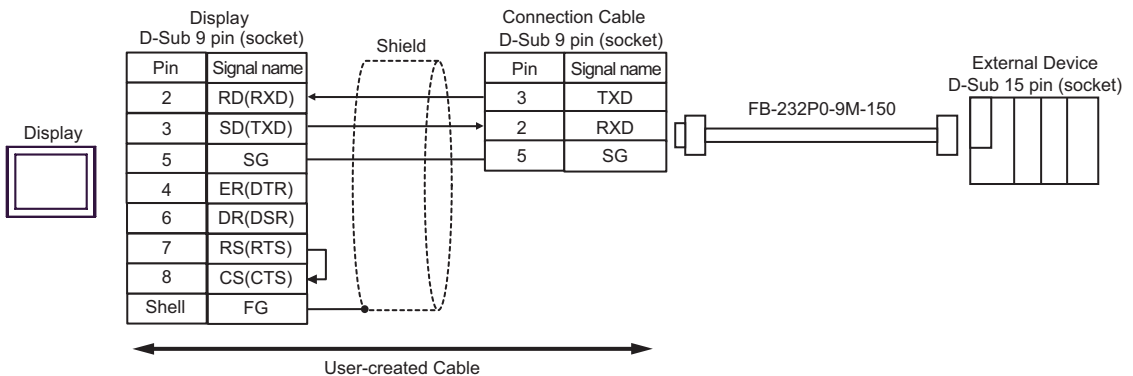 Display
D-Sub 9 pin (socket)
Shield
Connection Cable
D-Sub 9 pin (socket)
External Device
D-Sub 15 pin (socket)
Pin Signal name
2 RD(RXD)
3 SD(TXD)
5 SG
4 ER(DTR)
6 DR(DSR)
7 RS(RTS)
8 CS(CTS)
Shell FG
Pin Signal name
3 TXD
2 RXD
5 SG
FB-232P0-9M-150
Display
User-created Cable